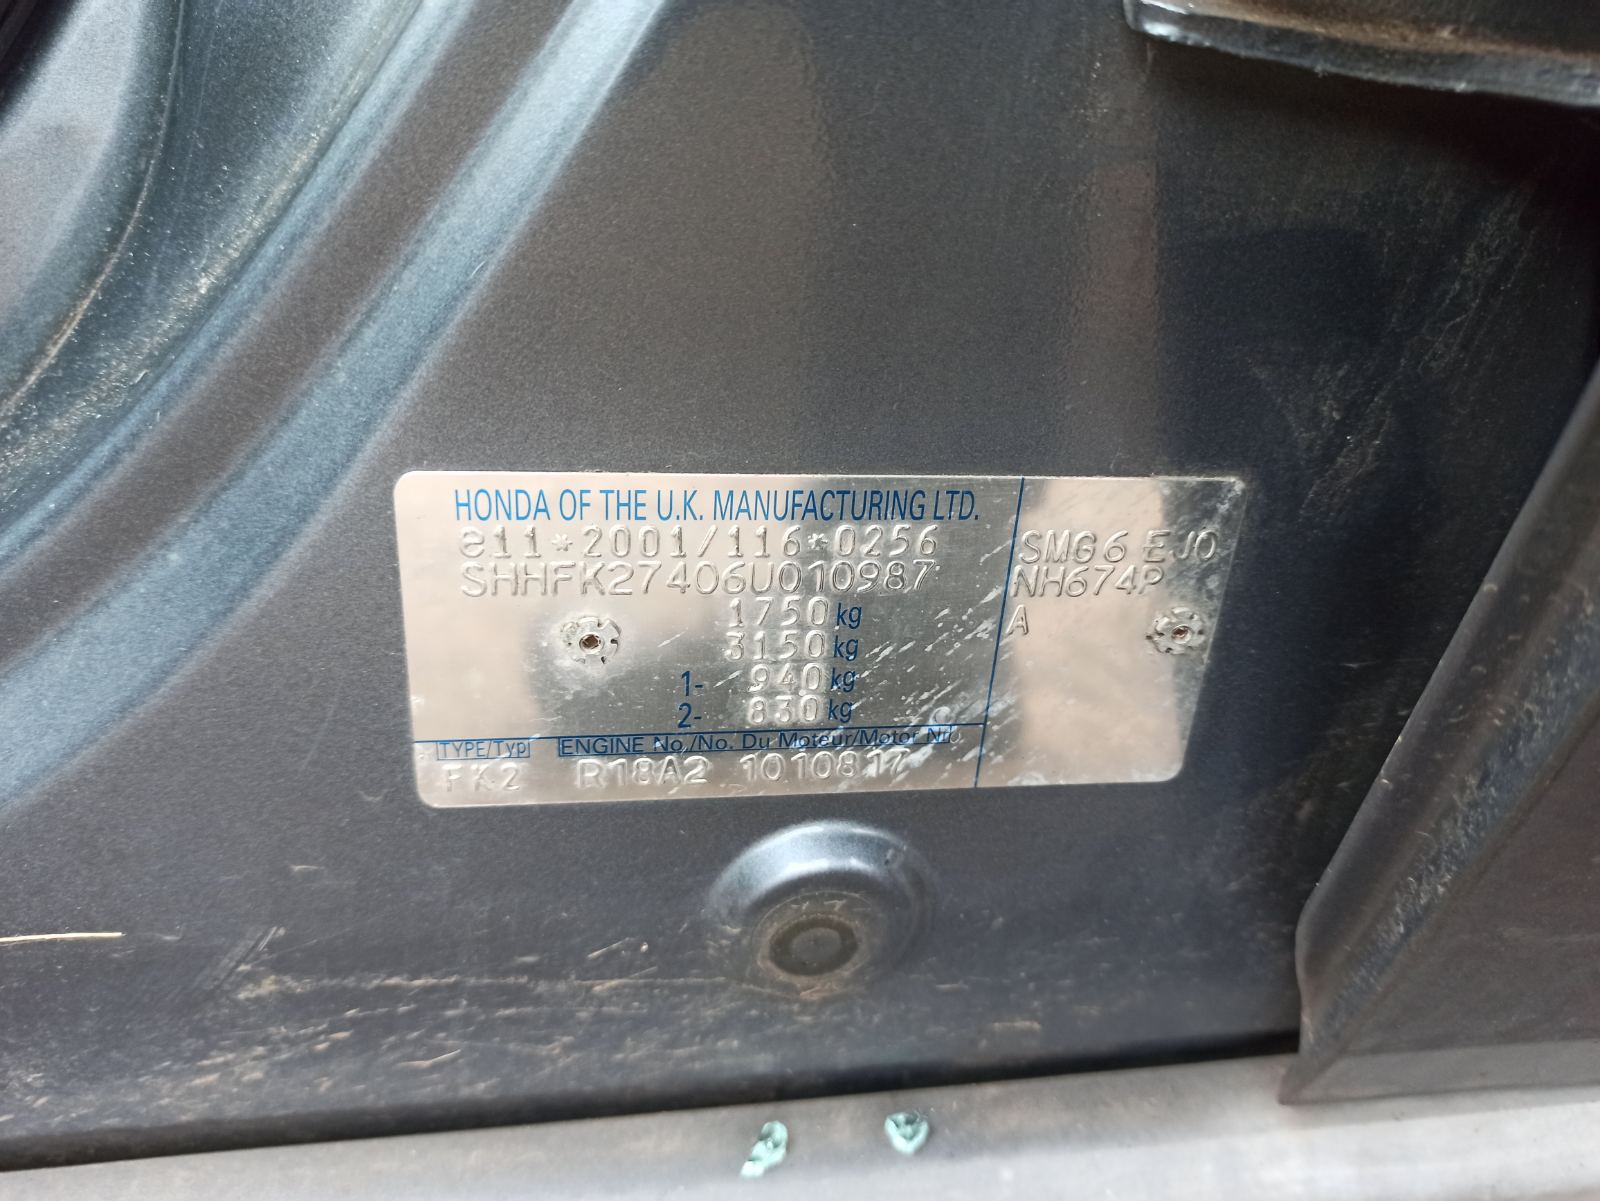 HONDA OF THE U.K. MANUFACTURING LTD.
e11*2001/116*0256
SHHFK27406U010987
1750 kg
3150 kg
1- 940 kg
2- 830 kg
TYPE/Typ ENGINE No./No. Du Moteur/Motor Nr.
FK2 R18A2 1010817
SMG6 EJ0
NH674P
A